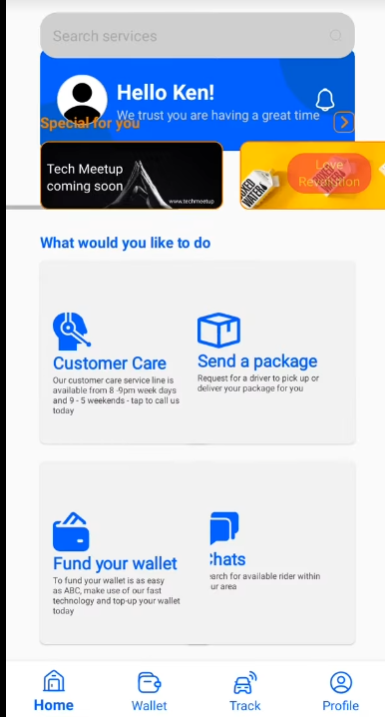 Search services
Hello Ken!
We trust you are having a great time
Special for you
Tech Meetup
coming soon
www.techmeetup
Love
Revolution
What would you like to do
Customer Care
Our customer care service line is
available from 8 -9pm week days
and 9 - 5 weekends - tap to call us
today
Send a package
Request for a driver to pick up or
deliver your package for you
Fund your wallet
To fund your wallet is as easy
as ABC, make use of our fast
technology and top-up your wallet
today
hats
earch for available rider within
ur area
Home
Wallet
Track
Profile